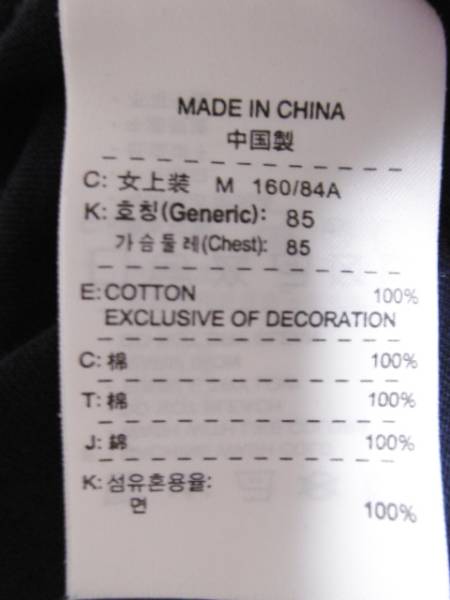 MADE IN CHINA
中国製
C: 女上装 M 160/84A
K: 호칭(Generic): 85
가슴둘레(Chest): 85
E: COTTON 100%
EXCLUSIVE OF DECORATION
C: 棉 100%
T: 棉 100%
J: 綿 100%
K: 섬유혼용율:
면 100%